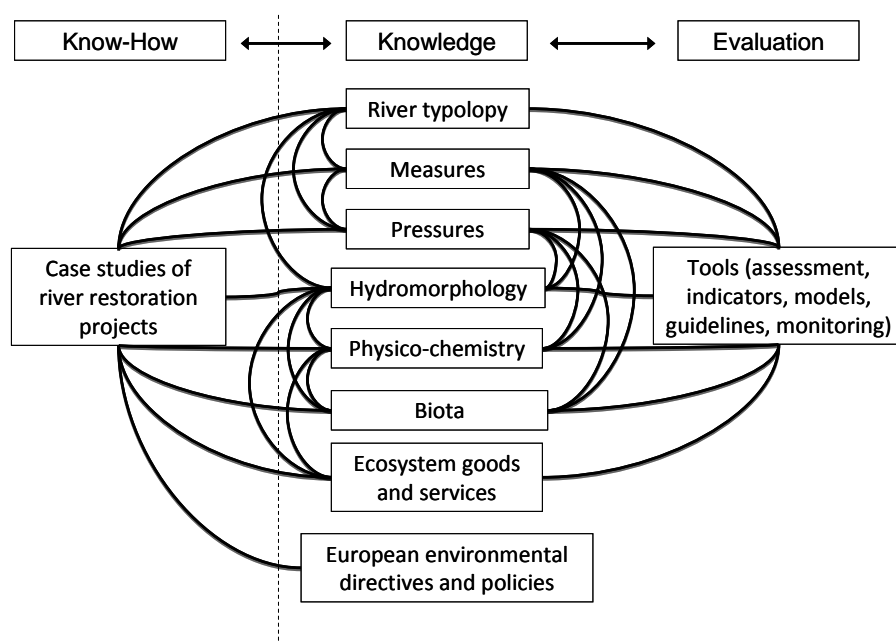 Know-How
Knowledge
Evaluation
River typolopy
Measures
Pressures
Hydromorphology
Physico-chemistry
Biota
Ecosystem goods
and services
European environmental
directives and policies
Case studies of
river restoration
projects
Tools (assessment,
indicators, models,
guidelines, monitoring)